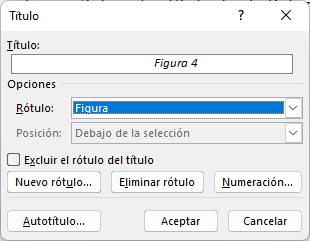 Título
Título:
Figura 4
Opciones
Rótulo: Figura
Posición: Debajo de la selección
Excluir el rótulo del título
Nuevo rótulo... Eliminar rótulo Numeración...
Autotítulo... Aceptar Cancelar